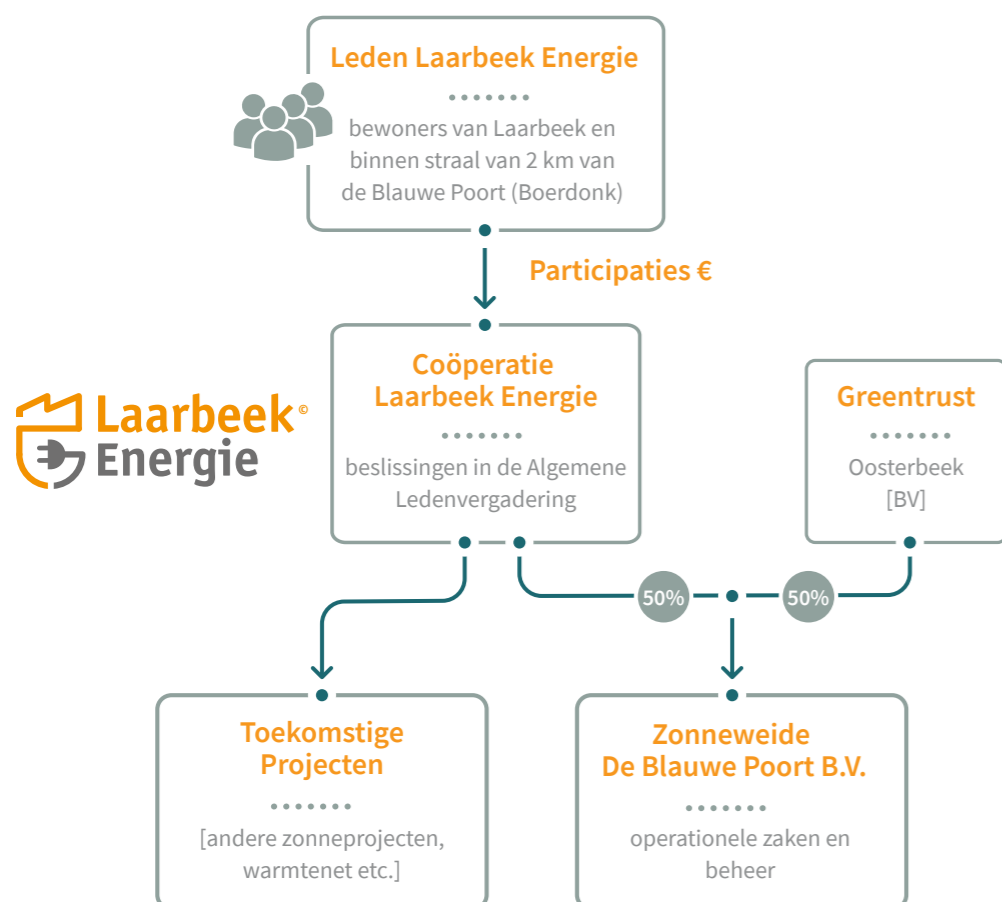 Leden Laarbeek Energie
bewoners van Laarbeek en
binnen straal van 2 km van
de Blauwe Poort (Boerdonk)
Participaties €
Laarbeek©
Energie
Coöperatie
Laarbeek Energie
beslissingen in de Algemene
Ledenvergadering
Greentrust
Oosterbeek
[BV]
50%
50%
Toekomstige
Projecten
[andere zonneprojecten,
warmtenet etc.]
Zonneweide
De Blauwe Poort B.V.
operationele zaken en
beheer